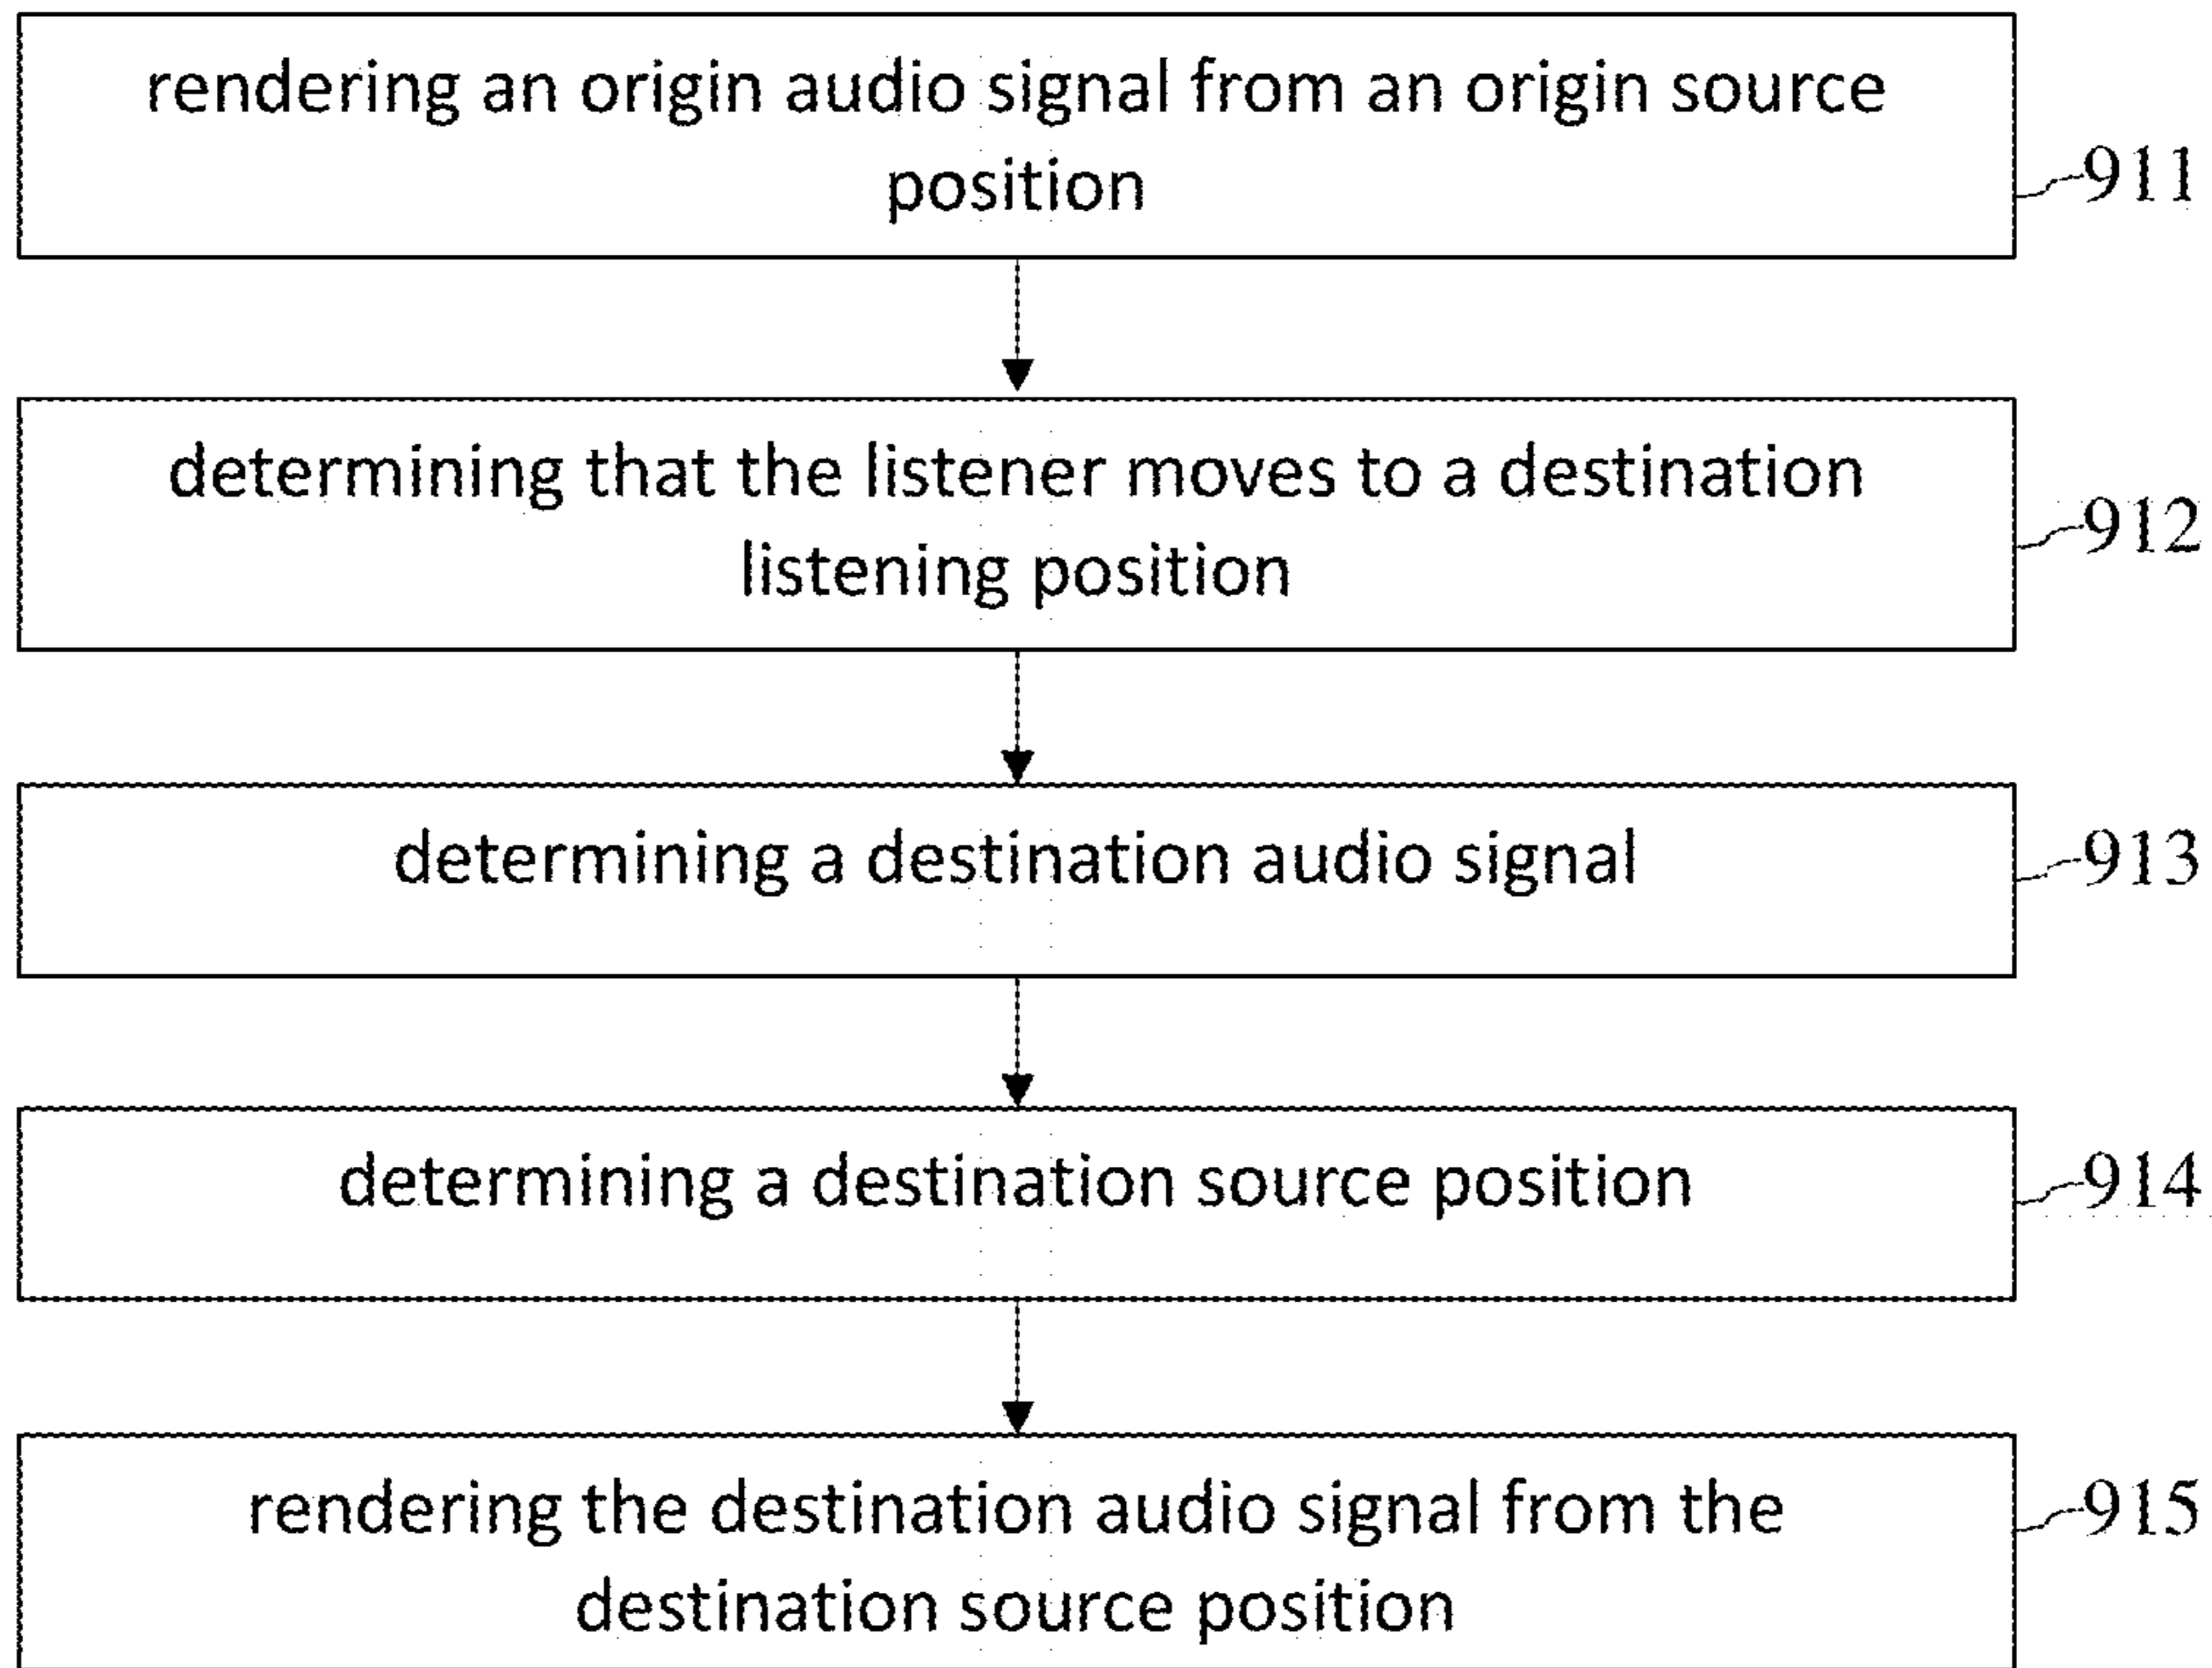 rendering an origin audio signal from an origin source
position
911
determining that the listener moves to a destination
listening position
912
determining a destination audio signal
913
determining a destination source position
914
rendering the destination audio signal from the
destination source position
915